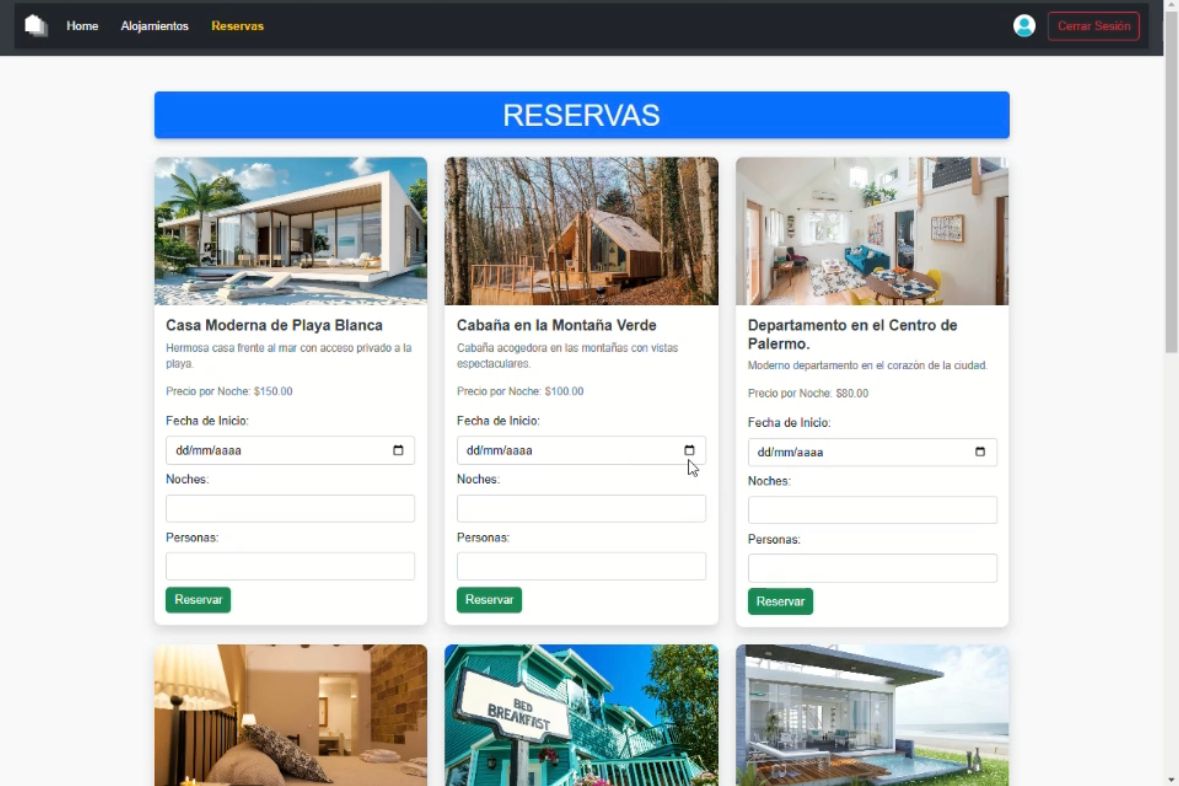 Home Alojamientos Reservas Cerrar Sesión
RESERVAS
Casa Moderna de Playa Blanca
Hermosa casa frente al mar con acceso privado a la
playa.
Precio por Noche: $150.00
Fecha de Inicio:
dd/mm/aaaa
Noches:
Personas:
Reservar
Cabaña en la Montaña Verde
Cabaña acogedora en las montañas con vistas
espectaculares.
Precio por Noche: $100.00
Fecha de Inicio:
dd/mm/aaaa
Noches:
Personas:
Reservar
Departamento en el Centro de
Palermo.
Moderno departamento en el corazón de la ciudad.
Precio por Noche: $80.00
Fecha de Inicio:
dd/mm/aaaa
Noches:
Personas:
Reservar
BED
BREAKFAST